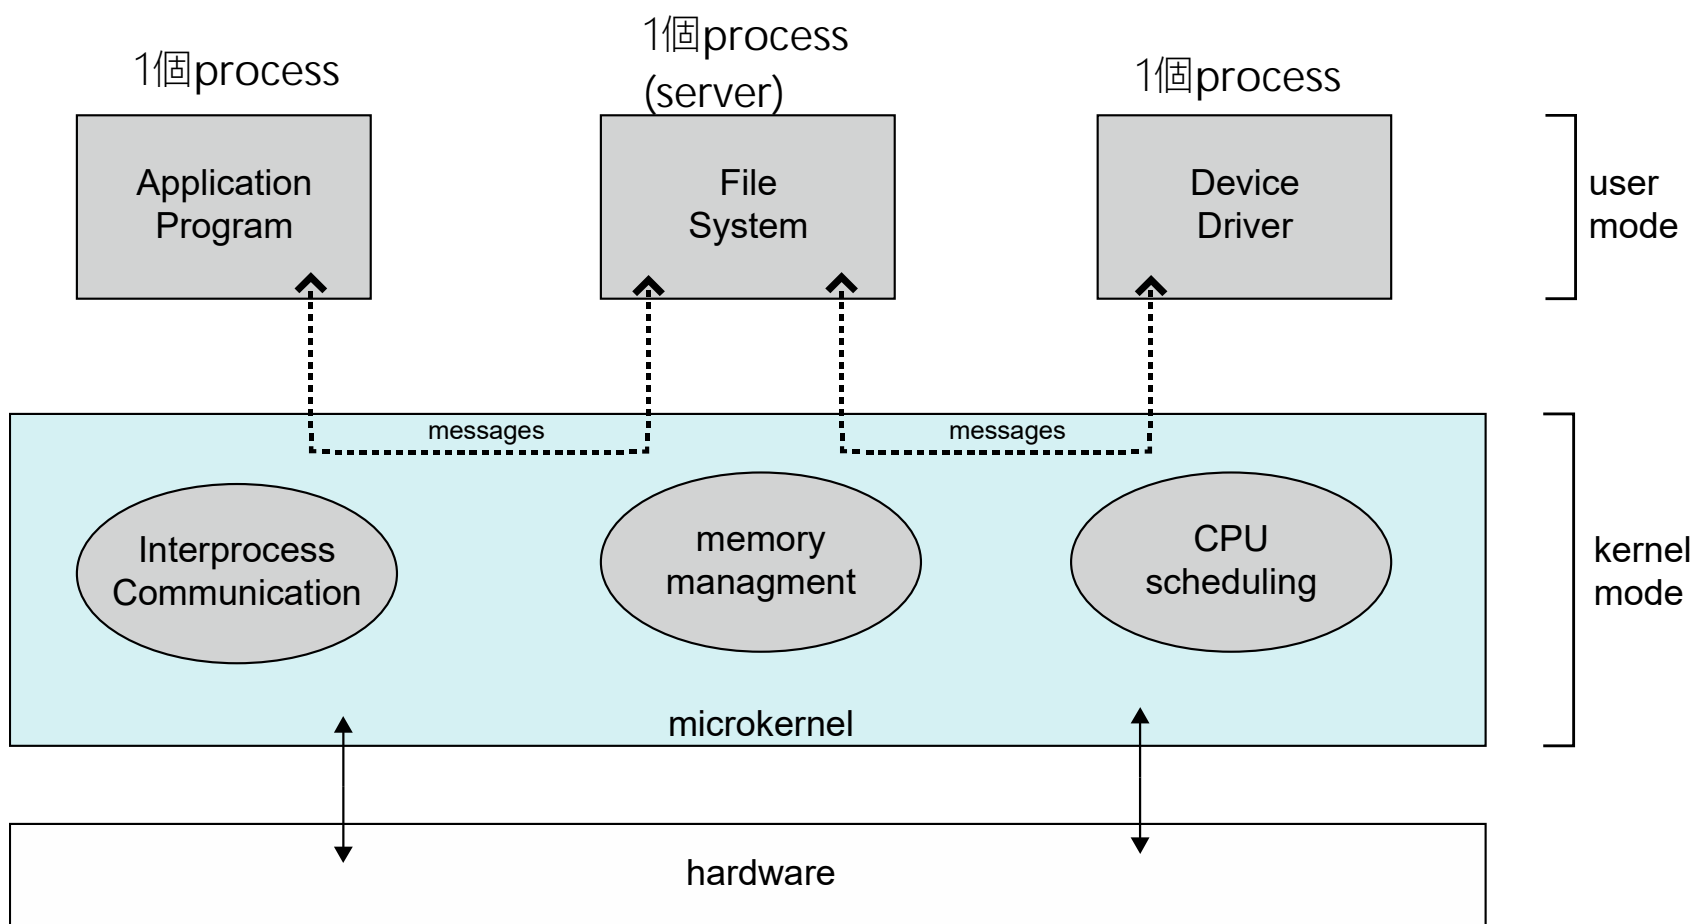 1個process
1個process
(server)
1個process
Application
Program
File
System
Device
Driver
user
mode
messages
messages
Interprocess
Communication
memory
managment
CPU
scheduling
kernel
mode
microkernel
hardware